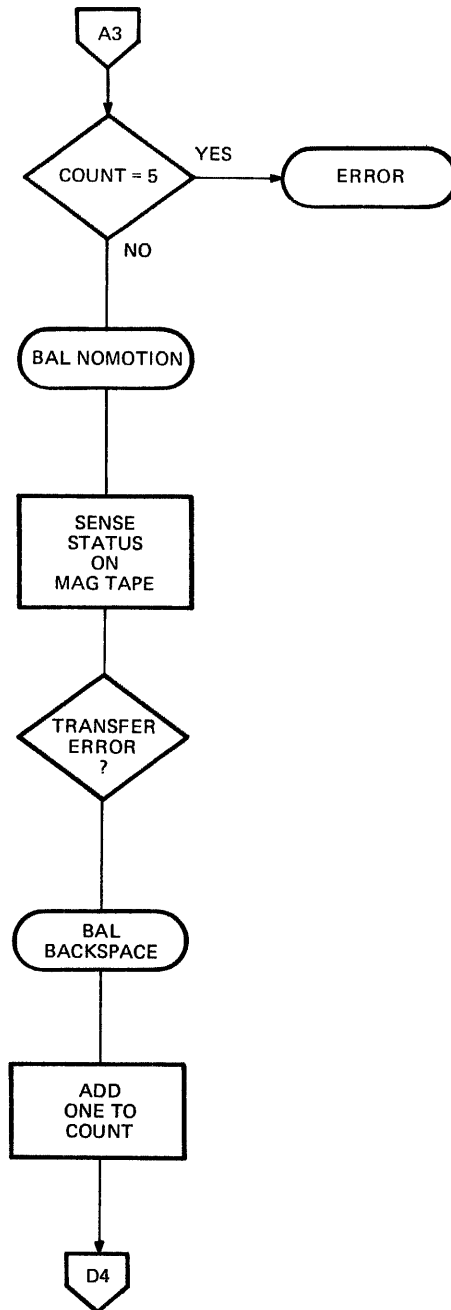 A3
COUNT = 5
YES
ERROR
NO
BAL NOMOTION
SENSE
STATUS
ON
MAG TAPE
TRANSFER
ERROR
?
BAL
BACKSPACE
ADD
ONE TO
COUNT
D4